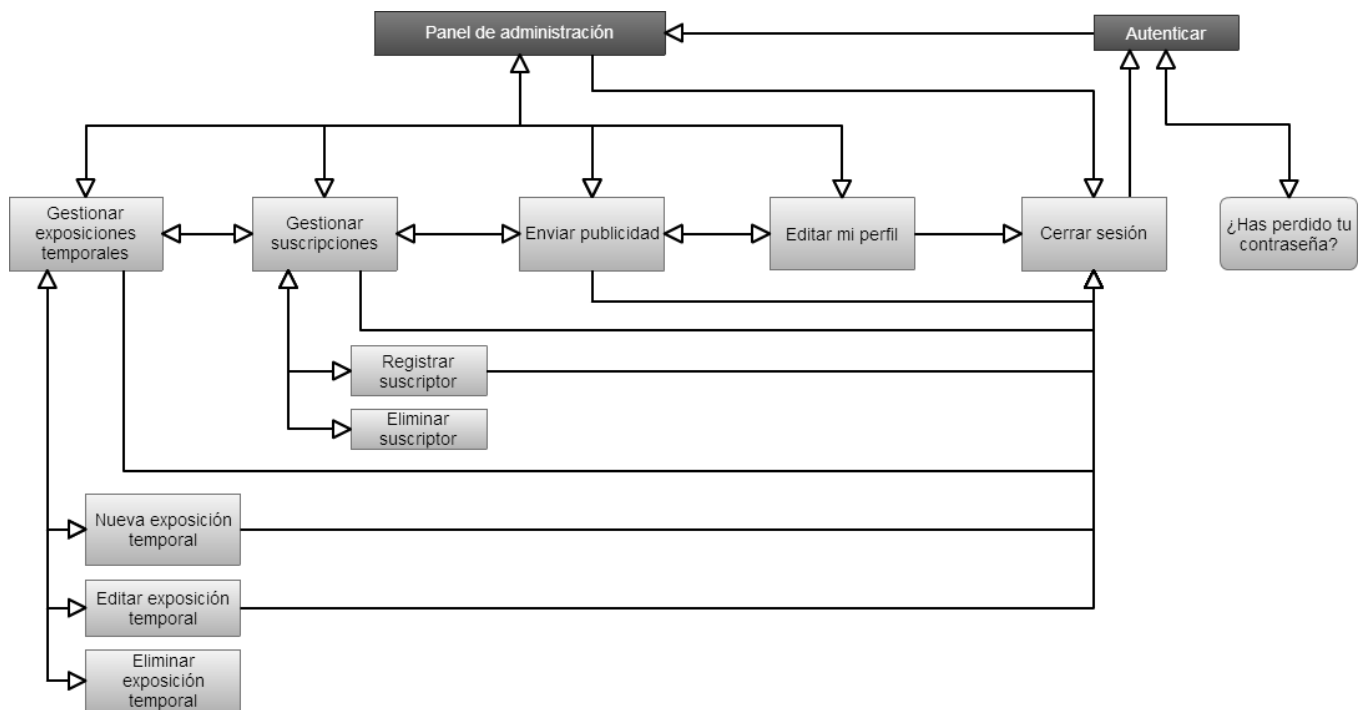 Panel de administración
Autenticar
Gestionar
exposiciones
temporales
Gestionar
suscripciones
Enviar publicidad
Editar mi perfil
Cerrar sesión
¿Has perdido tu
contraseña?
Registrar
suscriptor
Eliminar
suscriptor
Nueva exposición
temporal
Editar exposición
temporal
Eliminar
exposición
temporal